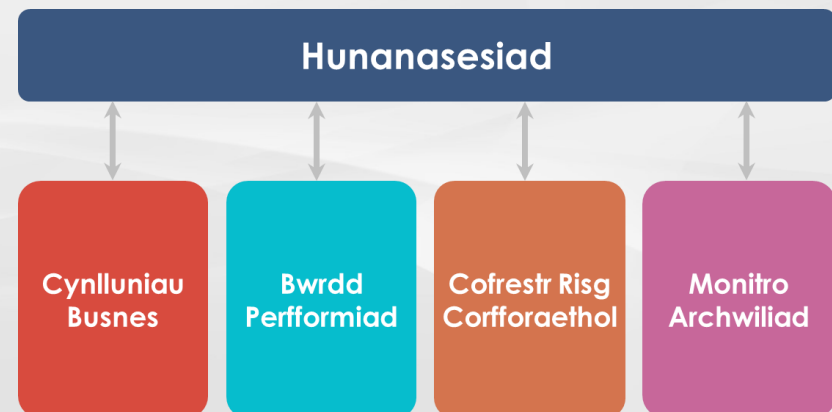 Hunanasesiad
Cynlluniau
Busnes
Bwrdd
Perfformiad
Cofrestr Risg
Corfforaethol
Monitro
Archwiliad